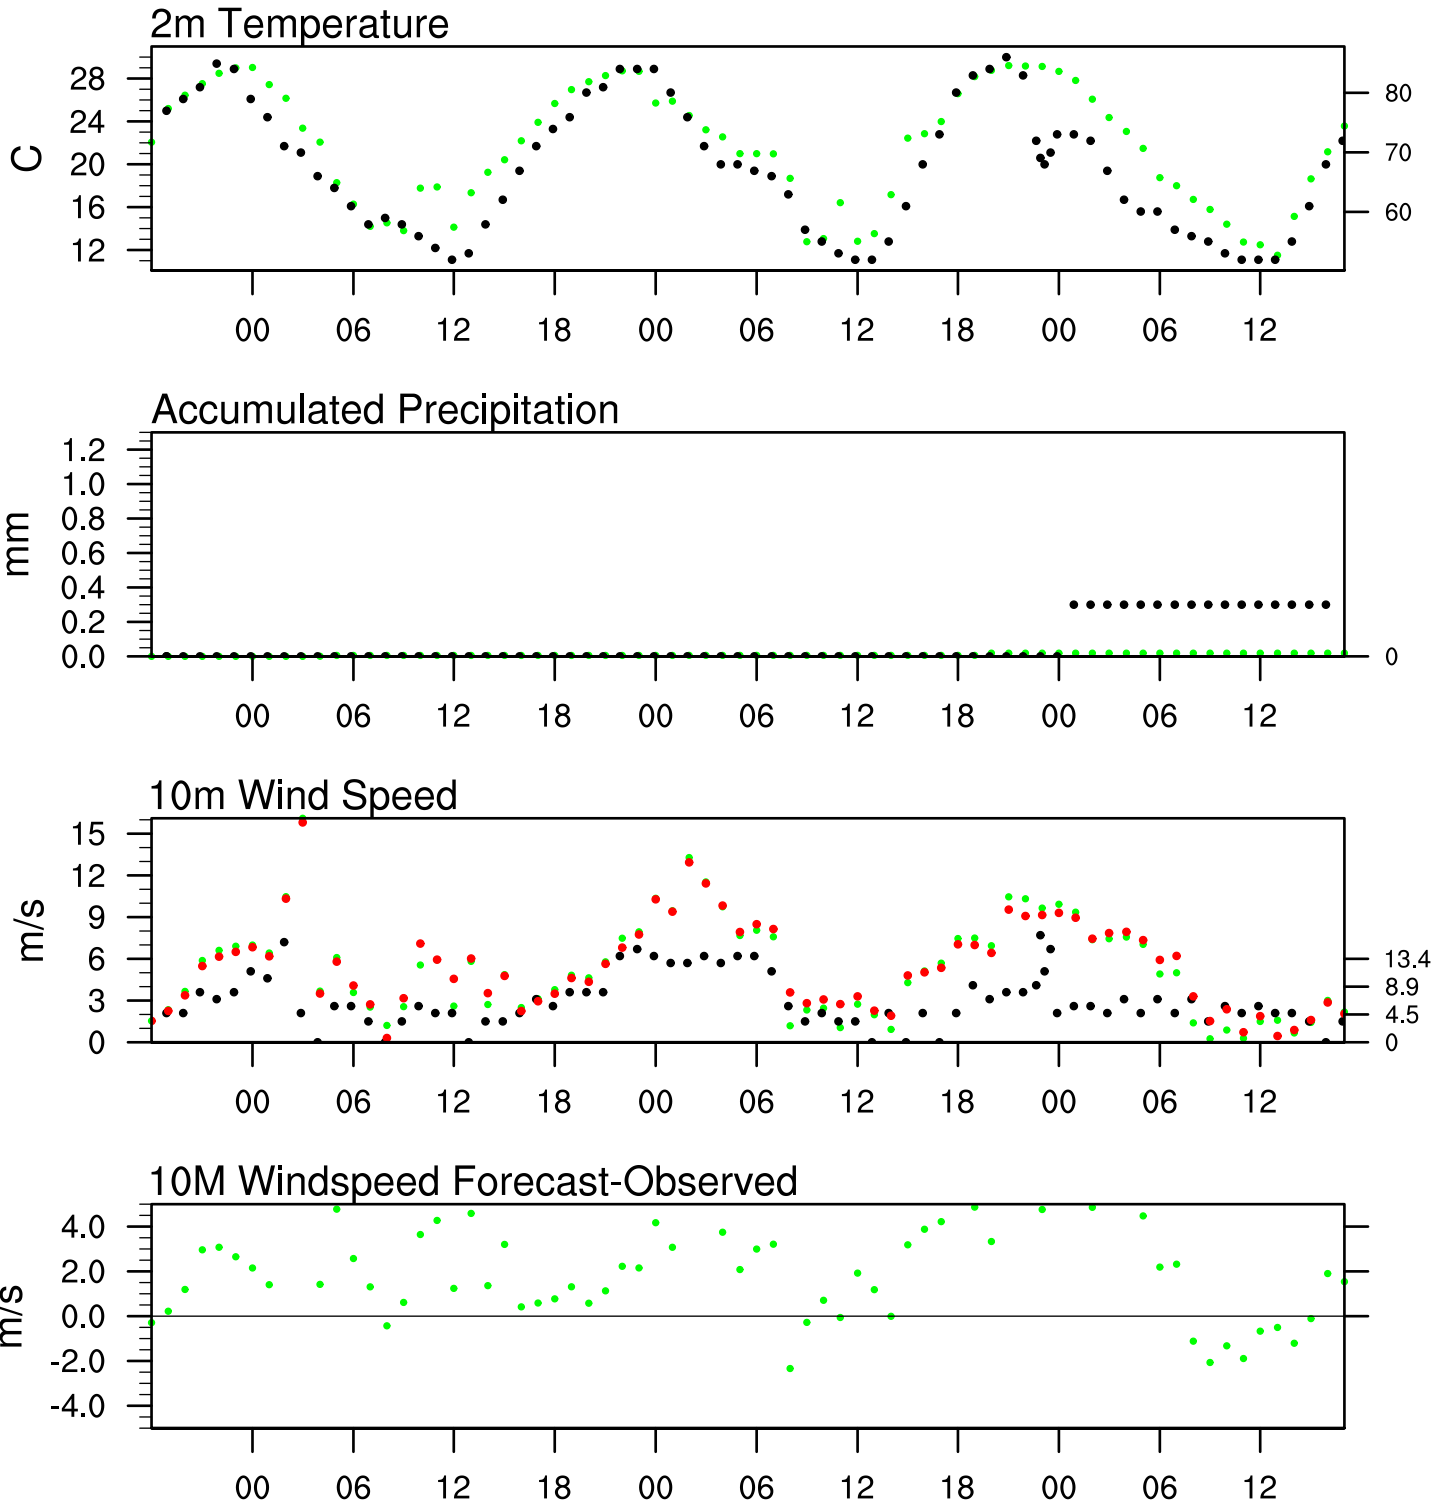 2m Temperature
28
24
20
16
12
C
80
70
60
00 06 12 18 00 06 12 18 00 06 12
Accumulated Precipitation
1.2
1.0
0.8
0.6
0.4
0.2
0.0
mm
0
00 06 12 18 00 06 12 18 00 06 12
10m Wind Speed
15
12
9
6
3
0
m/s
13.4
8.9
4.5
0
00 06 12 18 00 06 12 18 00 06 12
10M Windspeed Forecast-Observed
4.0
2.0
0.0
-2.0
-4.0
m/s
00 06 12 18 00 06 12 18 00 06 12